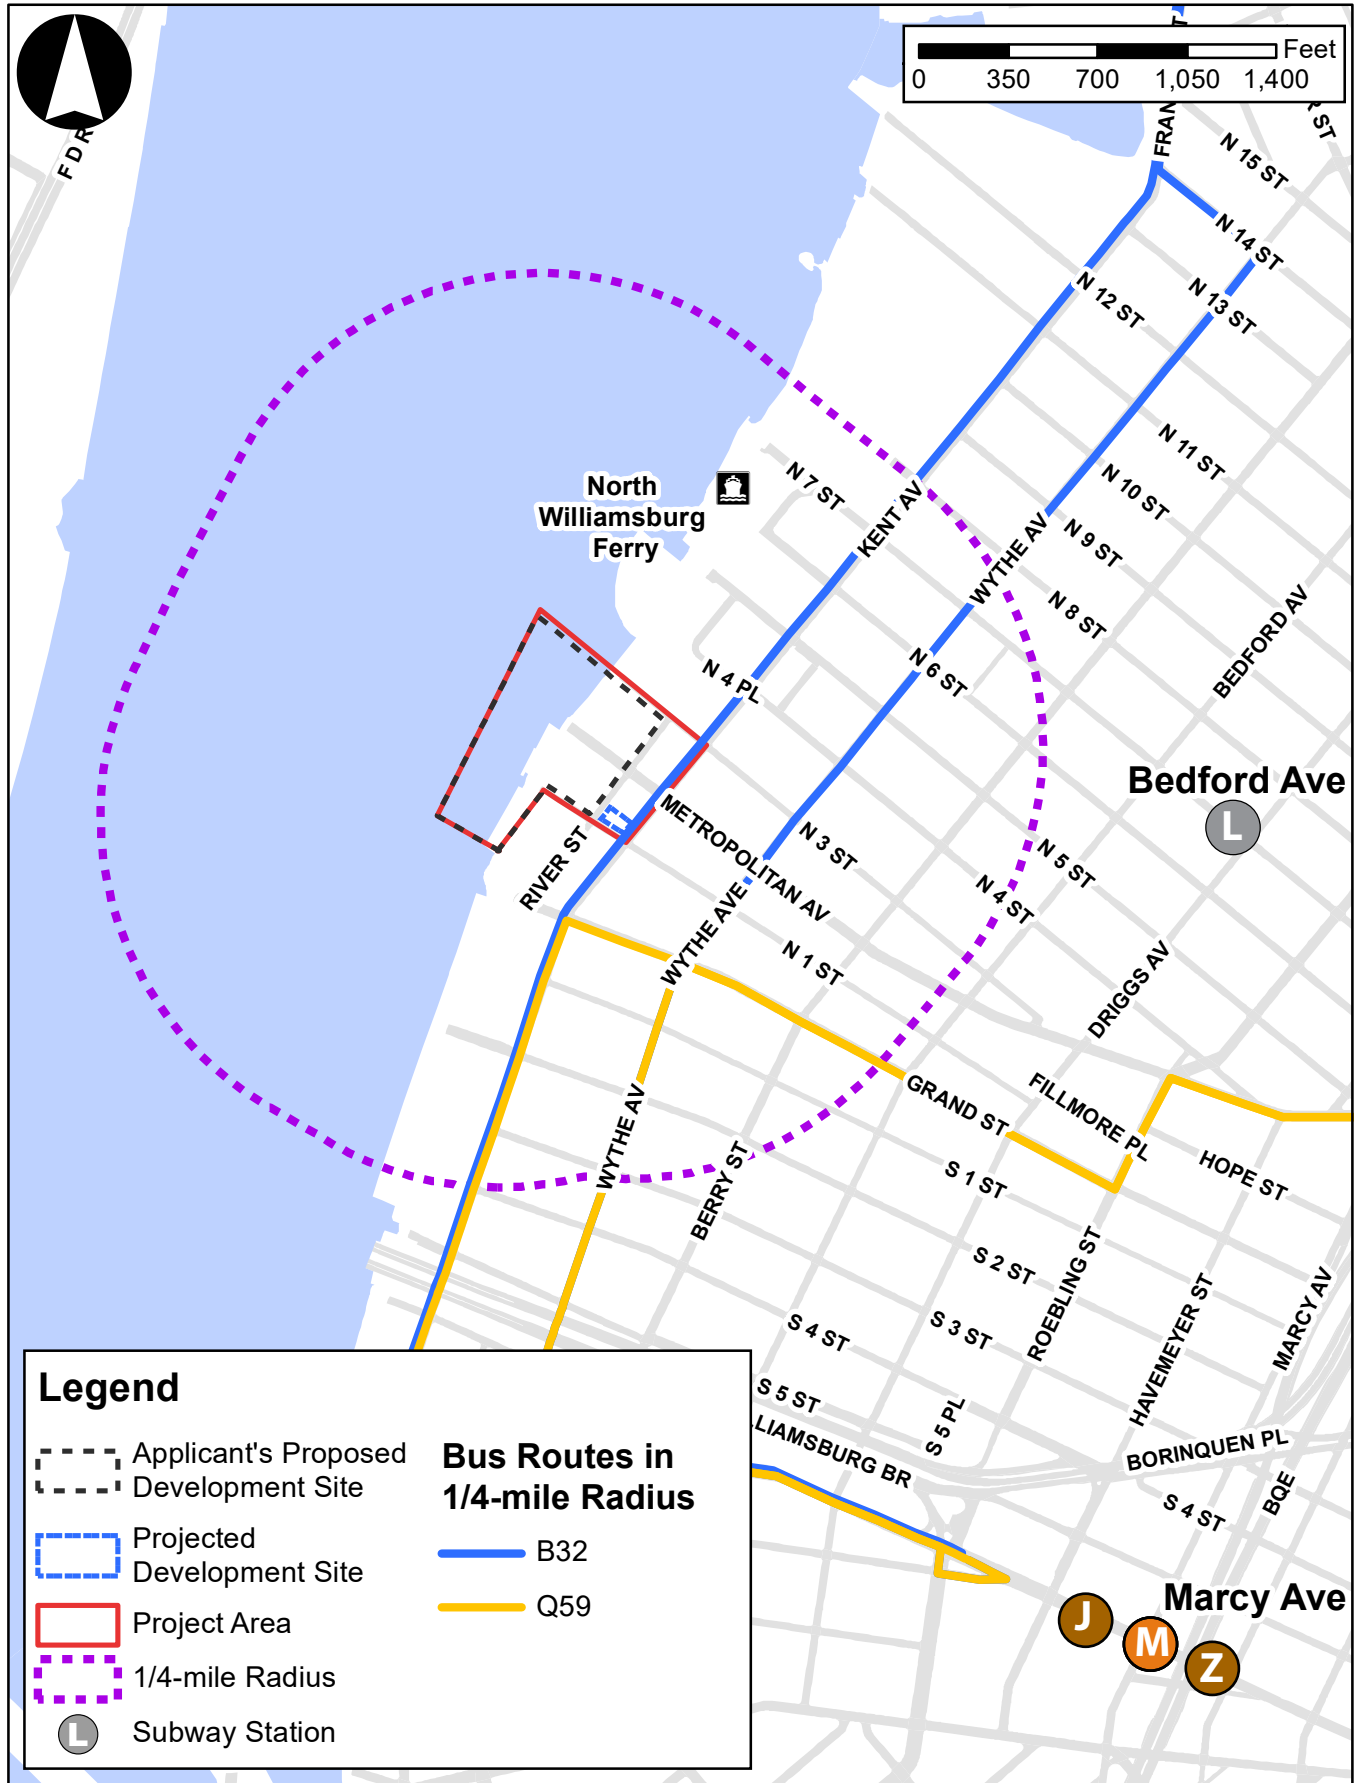 Feet
0 350 700 1,050 1,400
F D R
N 15 ST
N 14 ST
N 13 ST
N 12 ST
N 11 ST
N 10 ST
N 9 ST
N 8 ST
N 7 ST
KENT AV
WYTHE AV
North
Williamsburg
Ferry
BEDFORD AV
N 6 ST
N 4 PL
Bedford Ave
L
METROPOLITAN AV
N 3 ST
N 5 ST
N 4 ST
RIVER ST
WYTHE AVE
N 1 ST
DRIGGS AV
FILLMORE PL
GRAND ST
WYTHE AV
BERRY ST
S 1 ST
HOPE ST
S 2 ST
ROEBLING ST
HAVEMEYER ST
MARCY AV
S 3 ST
S 4 ST
S 5 ST
S 5 PL
LLIAMSBURG BR
BORINQUEN PL
S 4 ST
BQE
Marcy Ave
J
M
Z
Legend
Applicant's Proposed
Development Site
Projected
Development Site
Project Area
1/4-mile Radius
L
Subway Station
Bus Routes in
1/4-mile Radius
B32
Q59